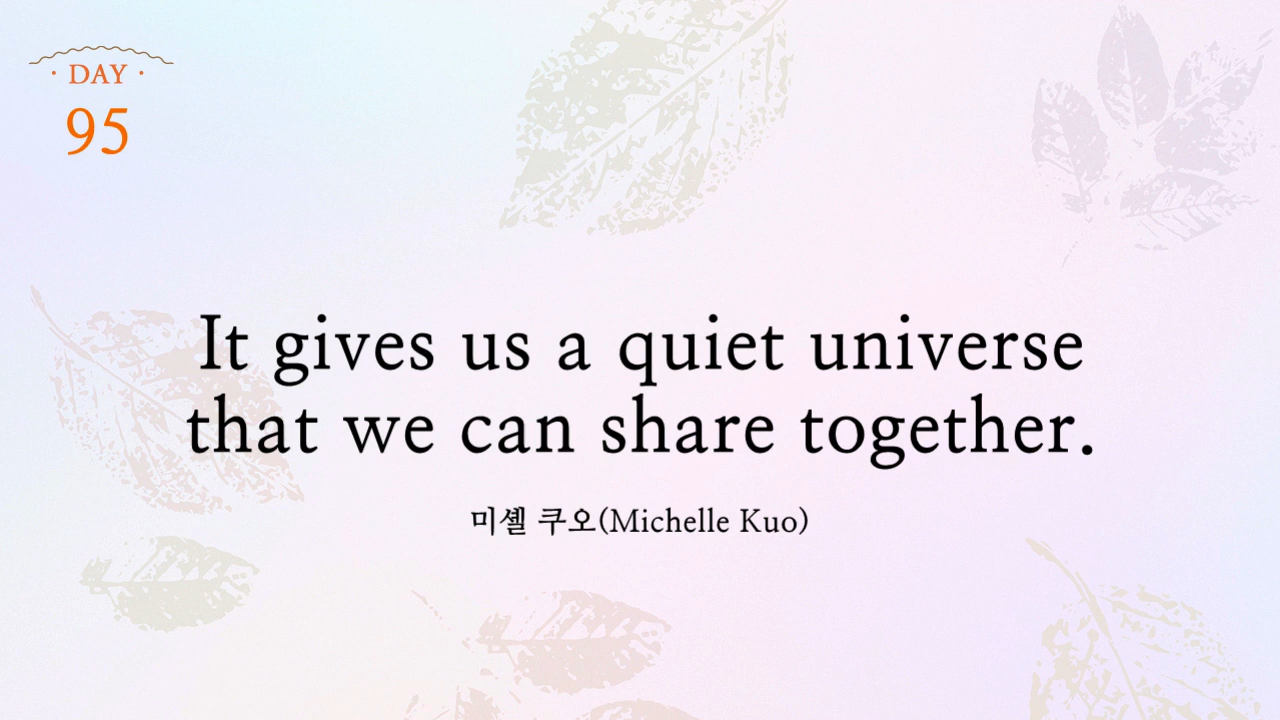 · DAY ·
95
It gives us a quiet universe
that we can share together.
미셸 쿠오(Michelle Kuo)